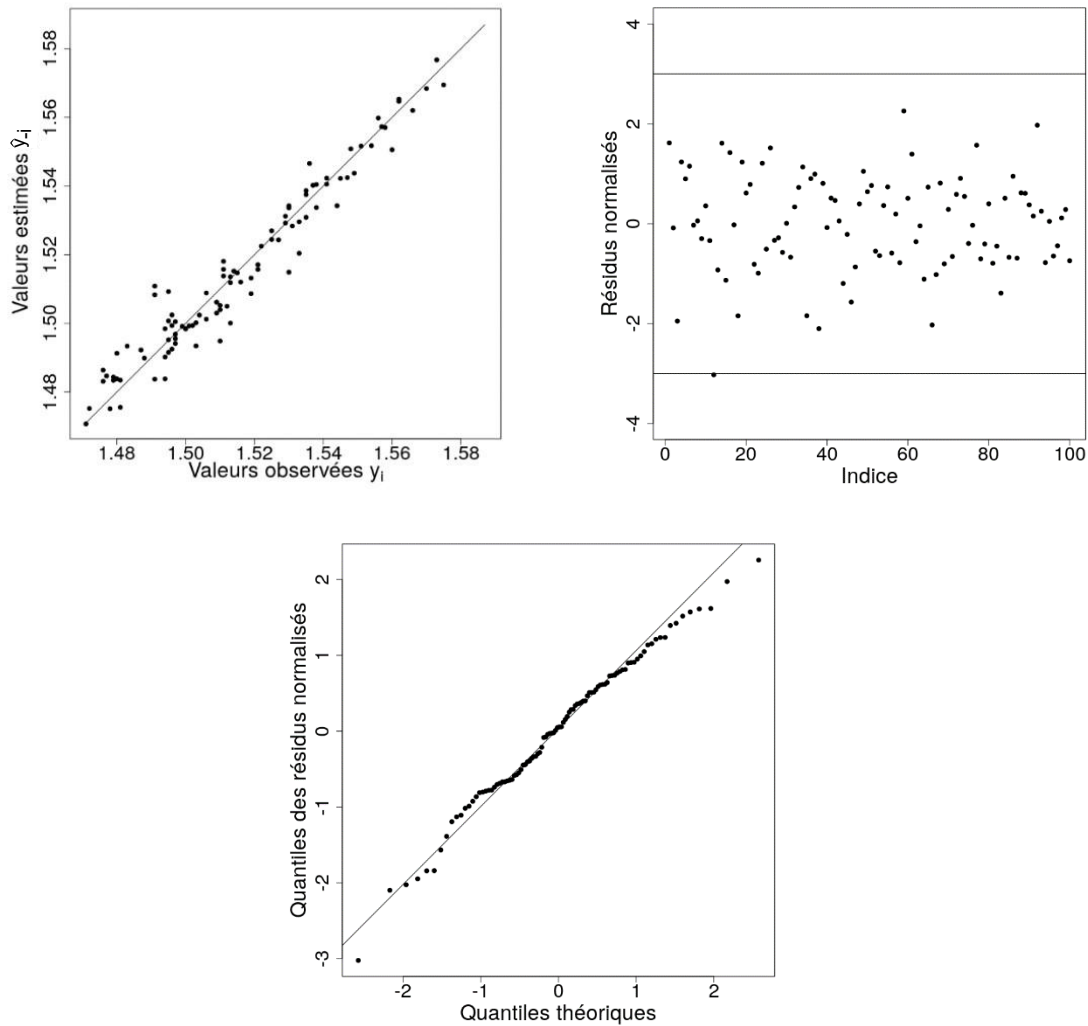 Valeurs estimées ŷ-i
1.48 1.50 1.52 1.54 1.56 1.58
1.48 1.50 1.52 1.54 1.56 1.58
Valeurs observées yi
Résidus normalisés
-4 -2 0 2 4
0 20 40 60 80 100
Indice
Quantiles des résidus normalisés
-3 -2 -1 0 1 2
-2 -1 0 1 2
Quantiles théoriques